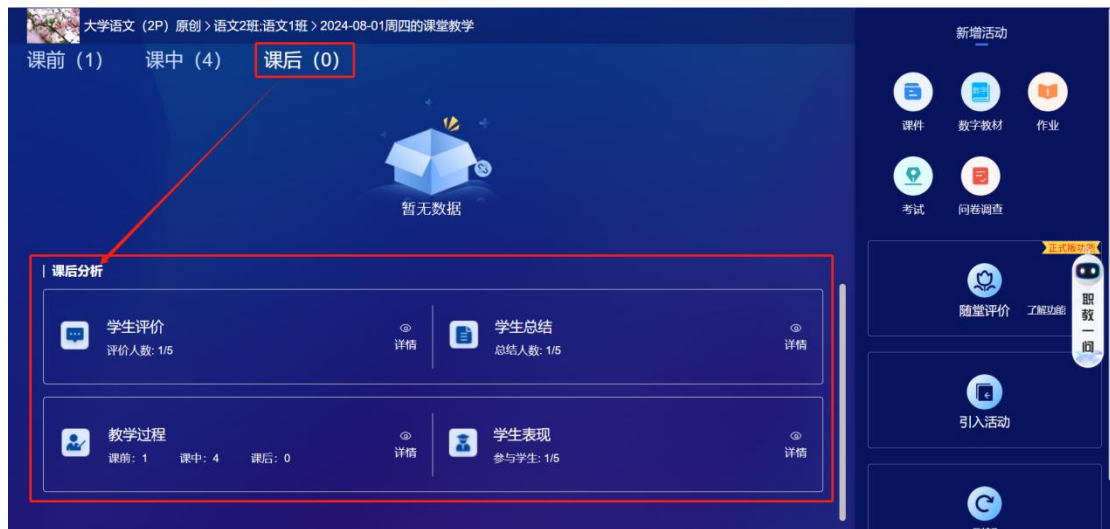 大学语文（2P）原创 > 语文2班;语文1班 > 2024-08-01周四的课堂教学
课前（1） 课中（4） 课后（0）
暂无数据
课后分析
学生评价
评价人数: 1/5
详情
学生总结
总结人数: 1/5
详情
教学过程
课前: 1 课中: 4 课后: 0
详情
学生表现
参与学生: 1/5
详情
新增活动
课件 数字教材 作业
考试 问卷调查
正式版功能
随堂评价 了解功能
职教一问
引入活动